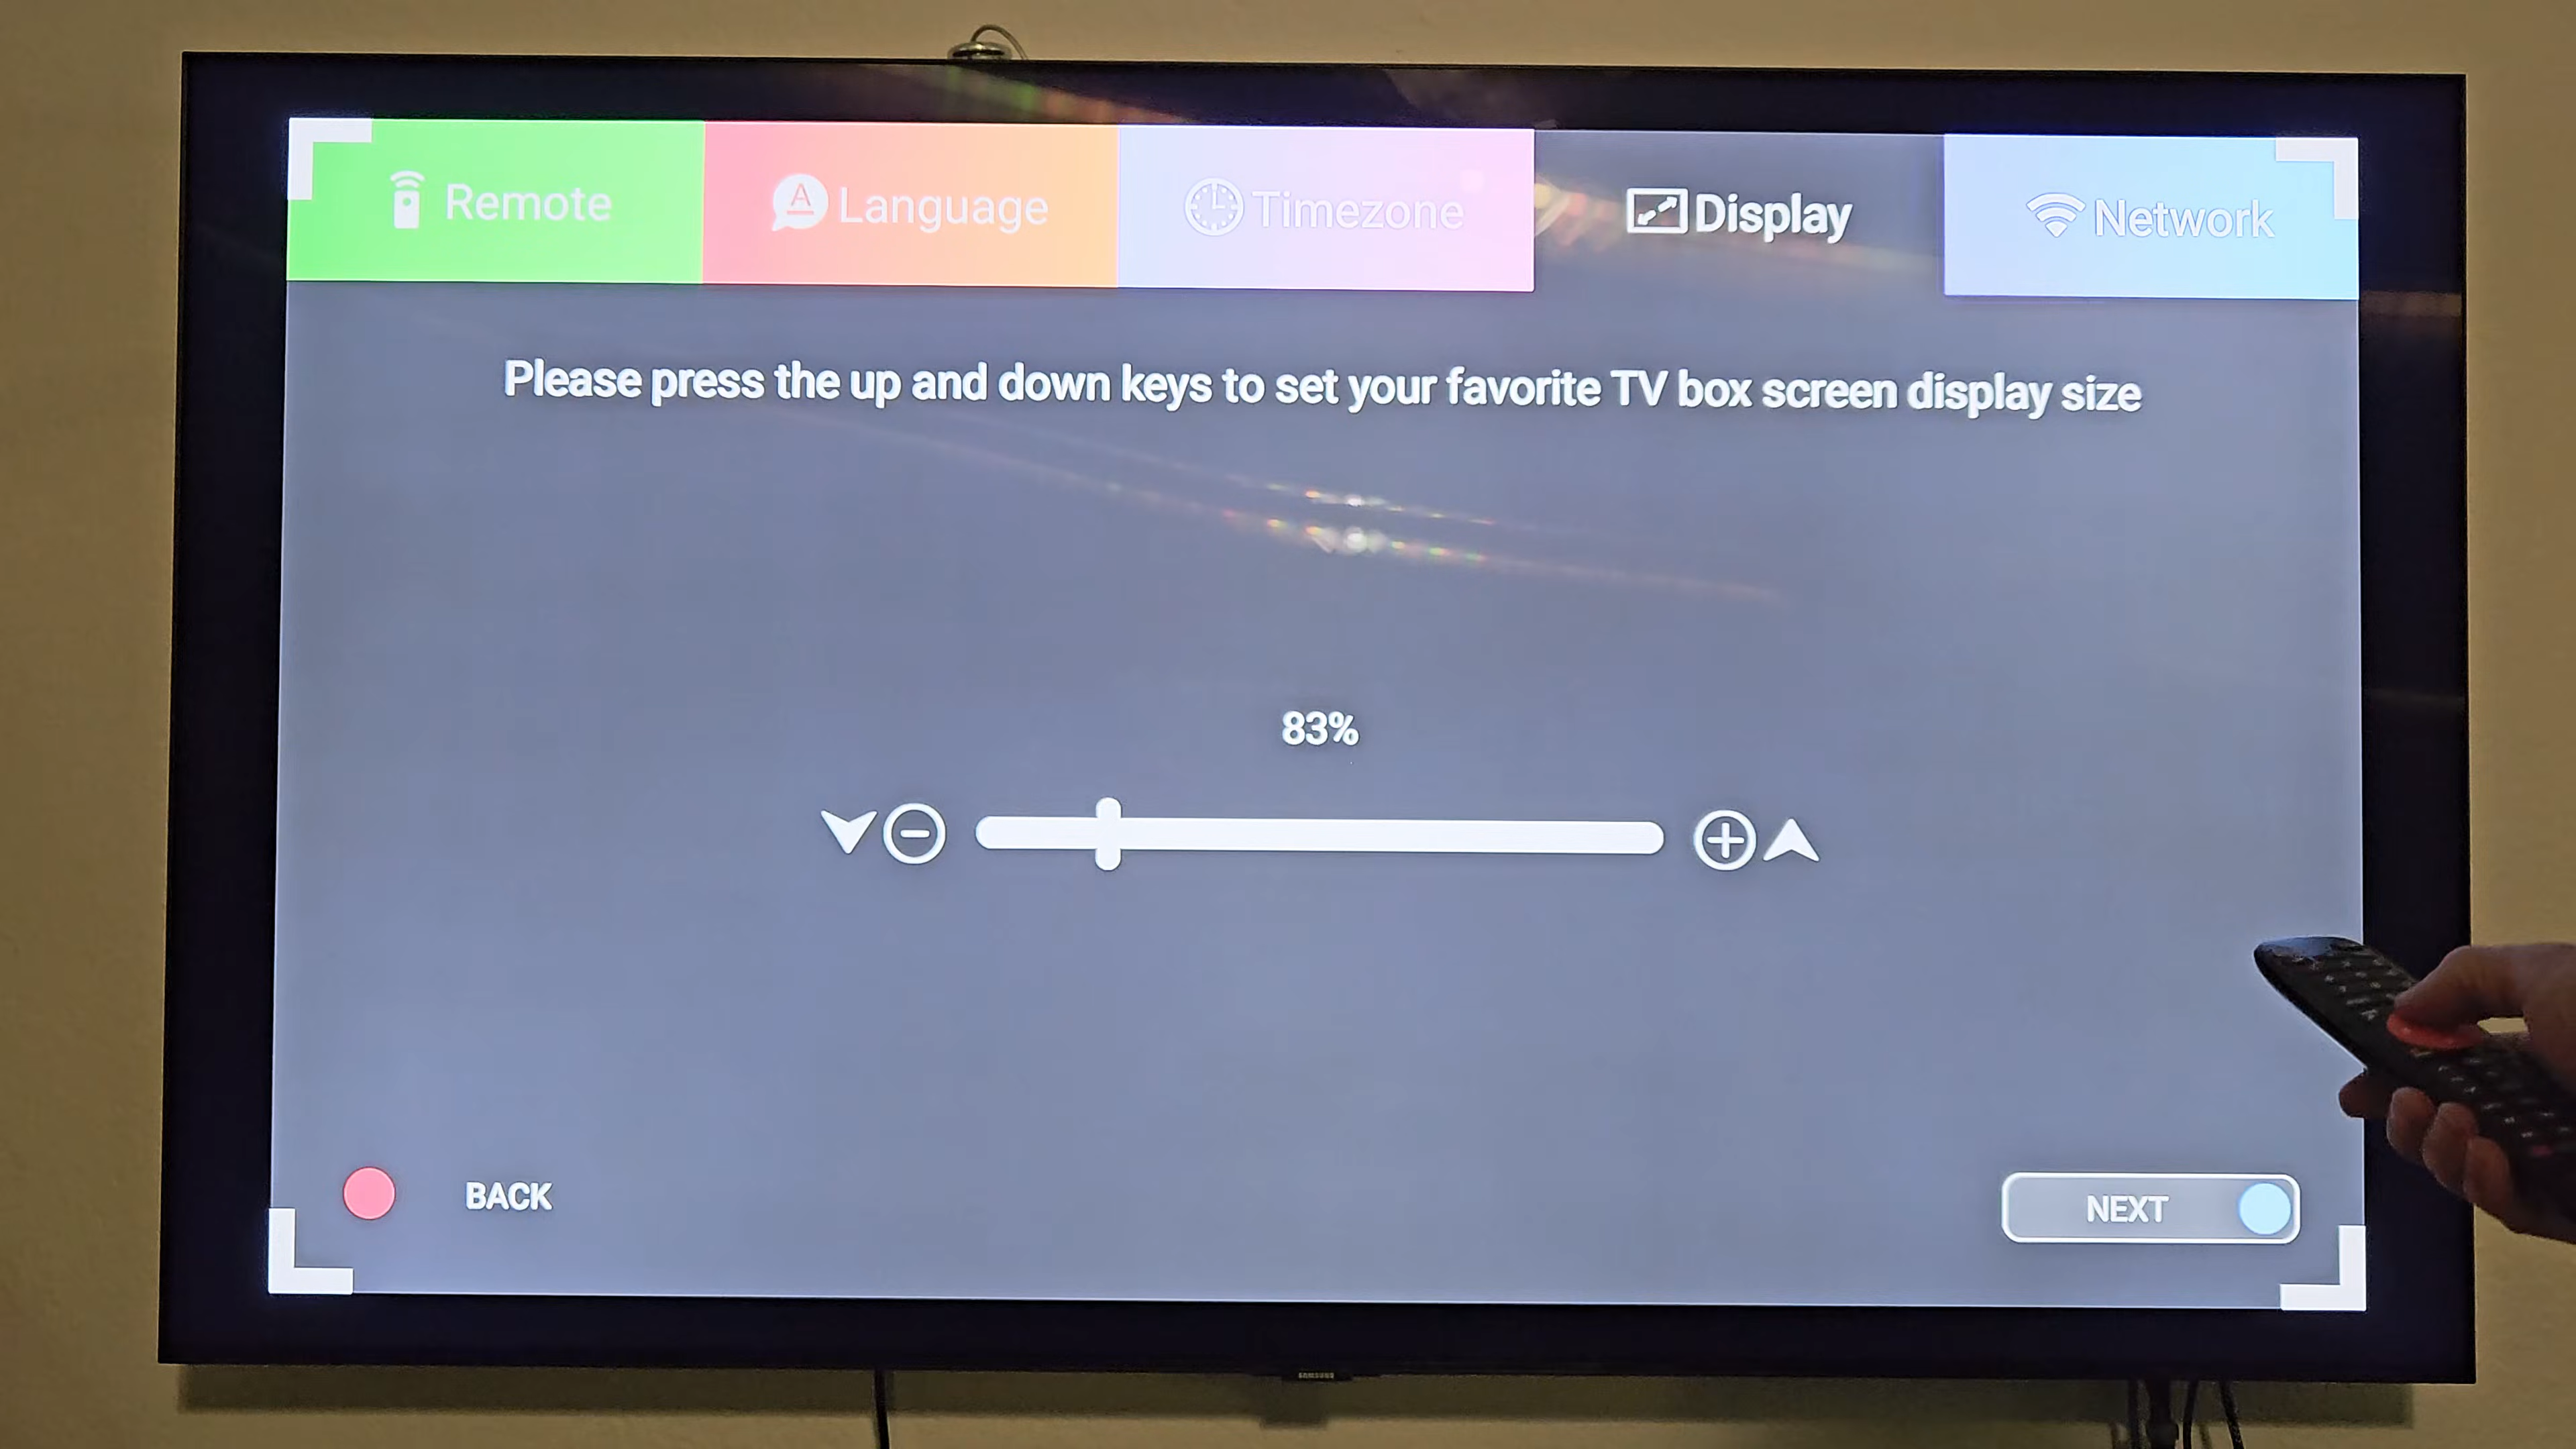 Remote
Language
Timezone
Display
Network
Please press the up and down keys to set your favorite TV box screen display size
83%
BACK
NEXT
SAMSUNG